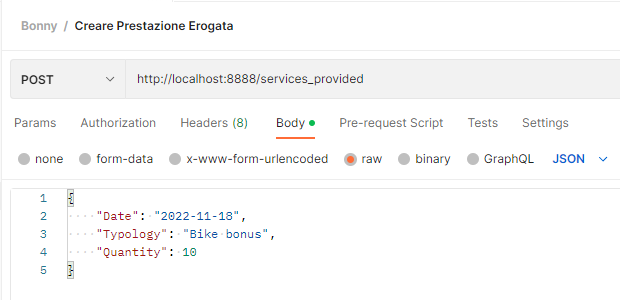 Bonny / Creare Prestazione Erogata
POST http://localhost:8888/services_provided
Params Authorization Headers (8) Body Pre-request Script Tests Settings
none form-data x-www-form-urlencoded raw binary GraphQL JSON
1 {
2 "Date": "2022-11-18",
3 "Typology": "Bike bonus",
4 "Quantity": 10
5 }